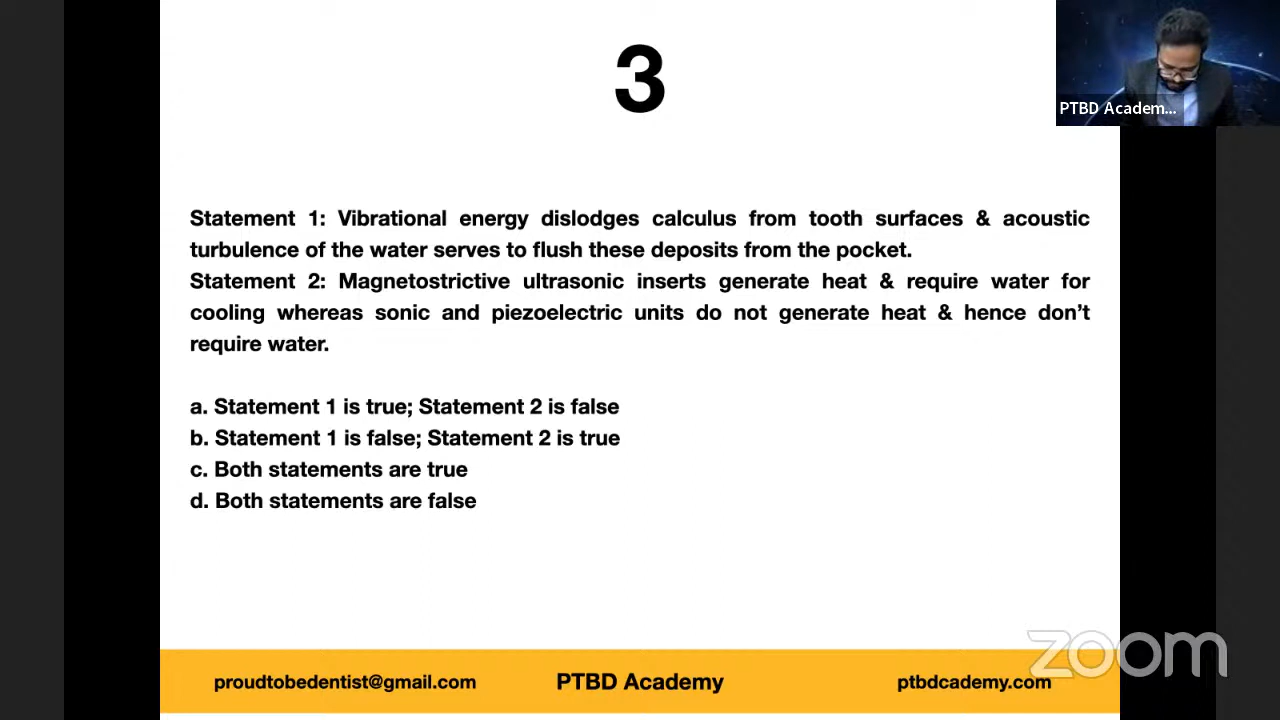 3
PTBD Academ...
Statement 1: Vibrational energy dislodges calculus from tooth surfaces & acoustic
turbulence of the water serves to flush these deposits from the pocket.
Statement 2: Magnetostrictive ultrasonic inserts generate heat & require water for
cooling whereas sonic and piezoelectric units do not generate heat & hence don't
require water.
a. Statement 1 is true; Statement 2 is false
b. Statement 1 is false; Statement 2 is true
c. Both statements are true
d. Both statements are false
zoom
proudtobedentist@gmail.com PTBD Academy ptbdcademy.com